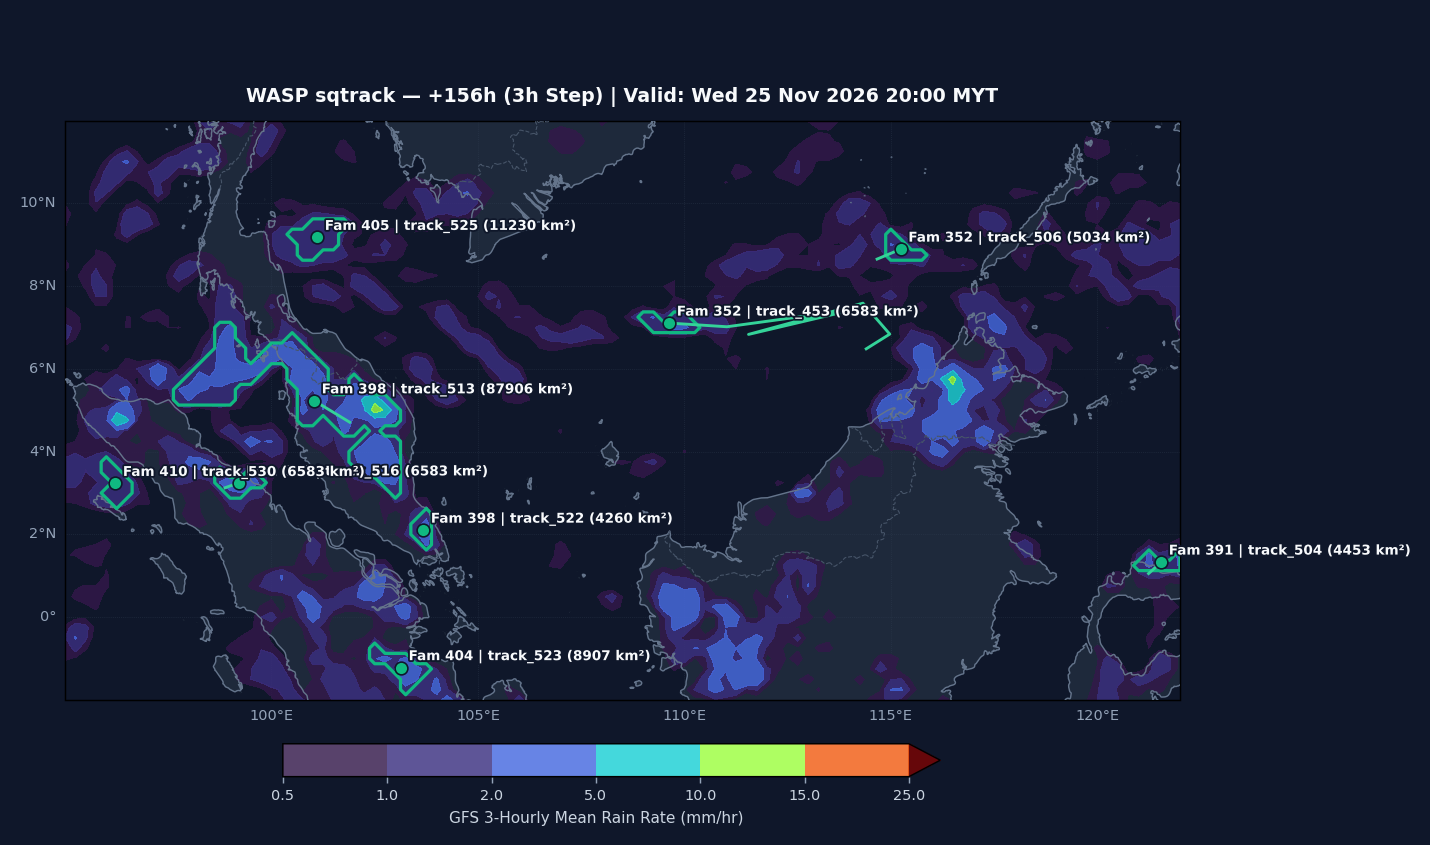 WASP sqtrack — +156h (3h Step) | Valid: Wed 25 Nov 2026 20:00 MYT
10°N
8°N
6°N
4°N
2°N
0°
Fam 405 | track_525 (11230 km²)
Fam 352 | track_506 (5034 km²)
Fam 352 | track_453 (6583 km²)
Fam 398 | track_513 (87906 km²)
Fam 410 | track_530 (6583 km²)
_516 (6583 km²)
Fam 398 | track_522 (4260 km²)
Fam 391 | track_504 (4453 km²)
Fam 404 | track_523 (8907 km²)
100°E 105°E 110°E 115°E 120°E
0.5 1.0 2.0 5.0 10.0 15.0 25.0
GFS 3-Hourly Mean Rain Rate (mm/hr)